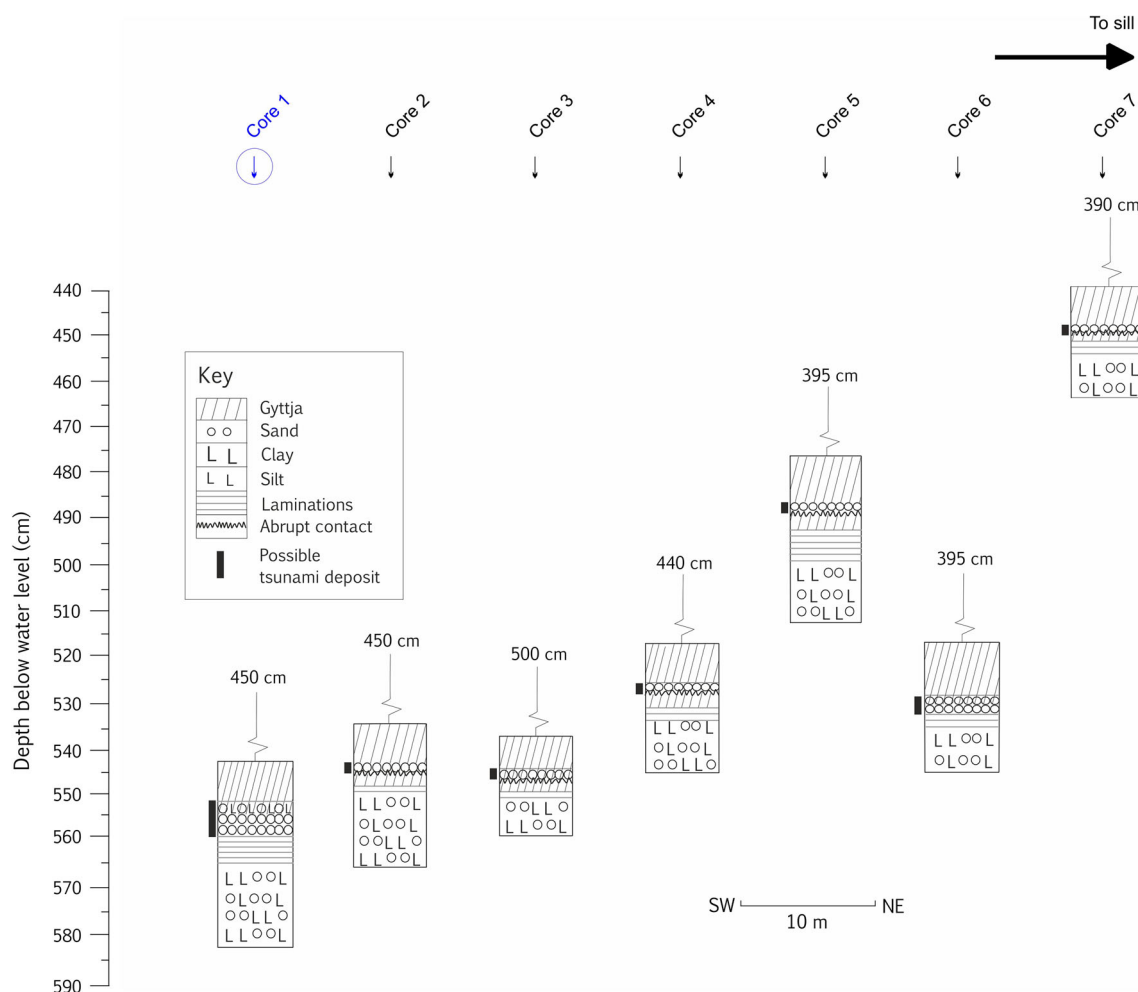 To sill
Core 1
Core 2
Core 3
Core 4
Core 5
Core 6
Core 7
390 cm
440
450
460
470
480
490
500
510
520
530
540
550
560
570
580
590
Depth below water level (cm)
Key
Gyttja
Sand
Clay
Silt
Laminations
Abrupt contact
Possible
tsunami deposit
450 cm
450 cm
500 cm
440 cm
395 cm
395 cm
SW
NE
10 m